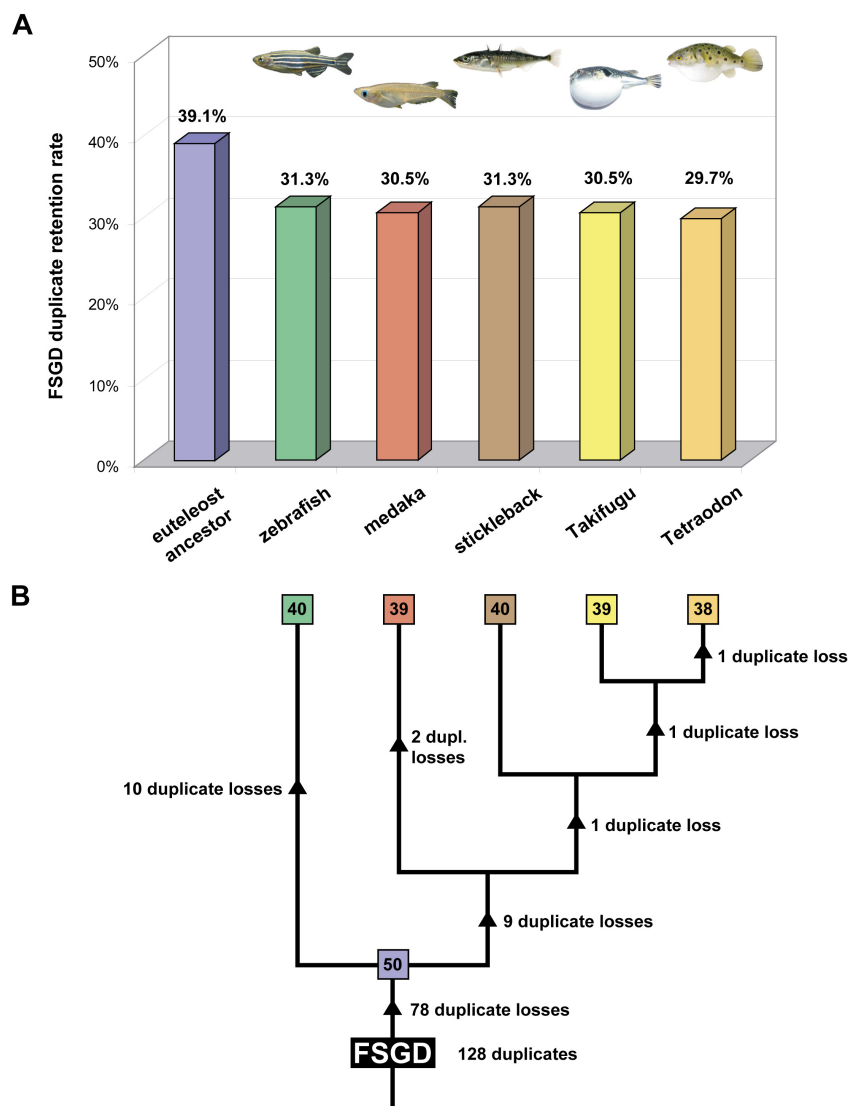 A
FSGD duplicate retention rate
50%
40%
30%
20%
10%
0%
39.1%
31.3%
30.5%
31.3%
30.5%
29.7%
euteleost
ancestor
zebrafish
medaka
stickleback
Takifugu
Tetraodon
B
40
39
40
39
38
1 duplicate loss
1 duplicate loss
2 dupl.
losses
10 duplicate losses
1 duplicate loss
9 duplicate losses
50
78 duplicate losses
FSGD
128 duplicates